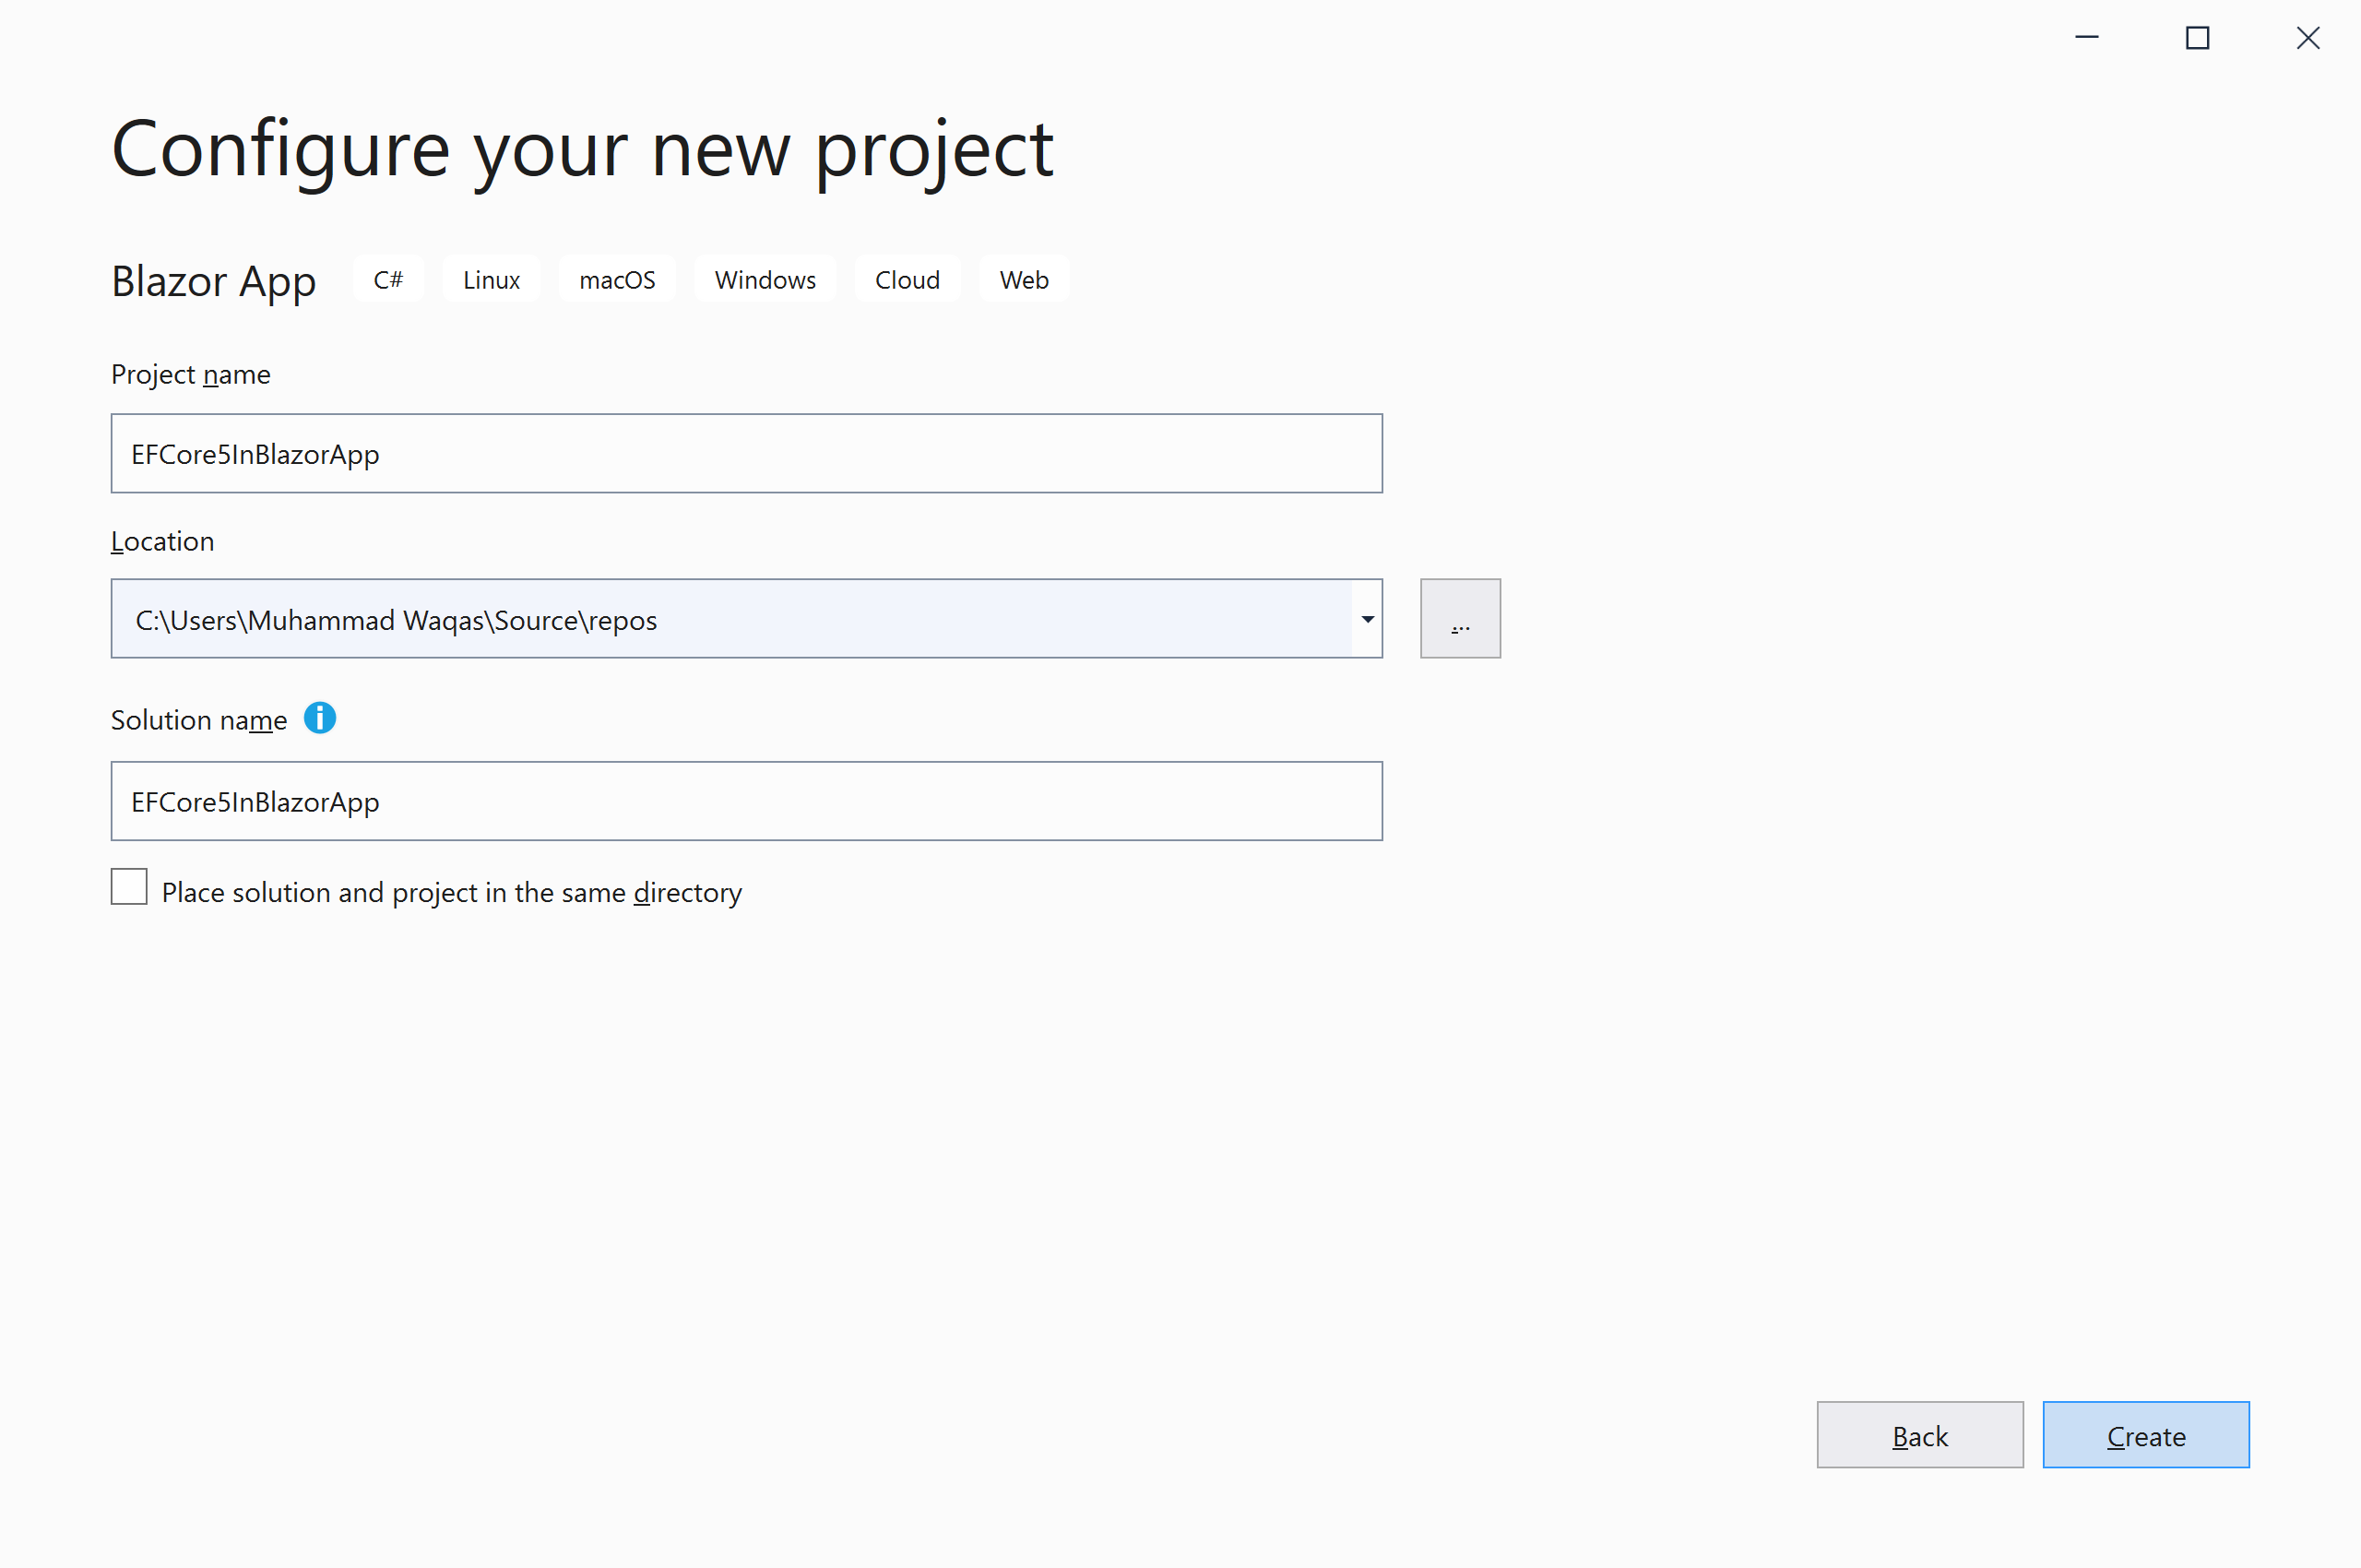 Configure your new project
Blazor App C# Linux macOS Windows Cloud Web
Project name
EFCore5InBlazorApp
Location
C:\Users\Muhammad Waqas\Source\repos
...
Solution name
EFCore5InBlazorApp
Place solution and project in the same directory
Back Create